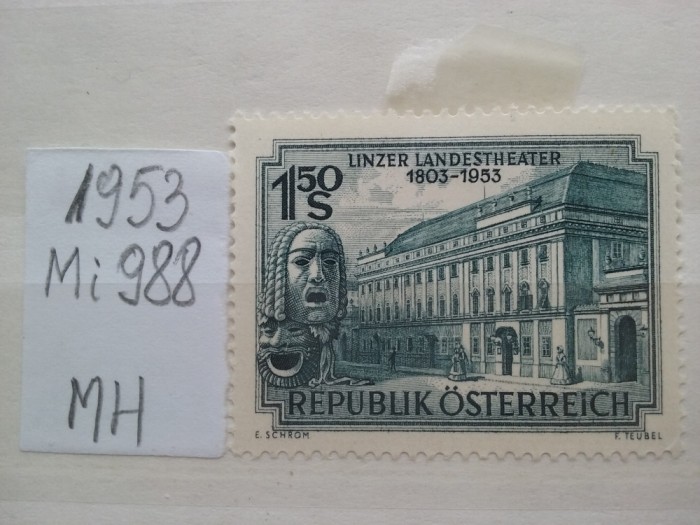 1953
Mi 988
MH
LINZER LANDESTHEATER
1803-1953
1.50
S
REPUBLIK ÖSTERREICH
E. SCHROM
F. TEUBEL